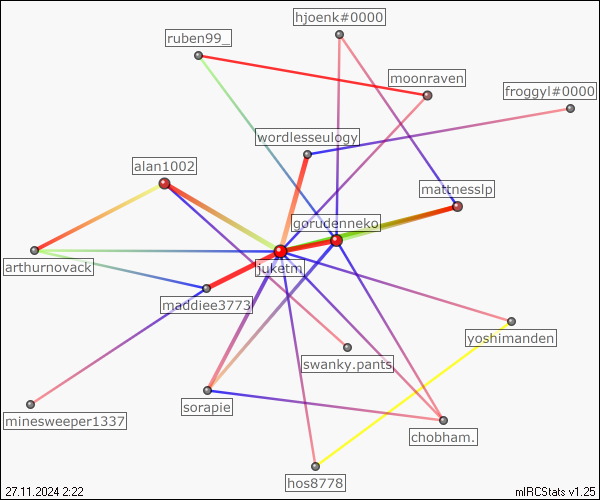 hjoenk#0000
ruben99_
moonraven
froggyl#0000
wordlesseulogy
alan1002
mattnesslp
gorudenneko
arthurnovack
juketm
maddiee3773
yoshimanden
swanky.pants
sorapie
minesweeper1337
chobham.
hos8778
27.11.2024 2:22
mIRCStats v1.25